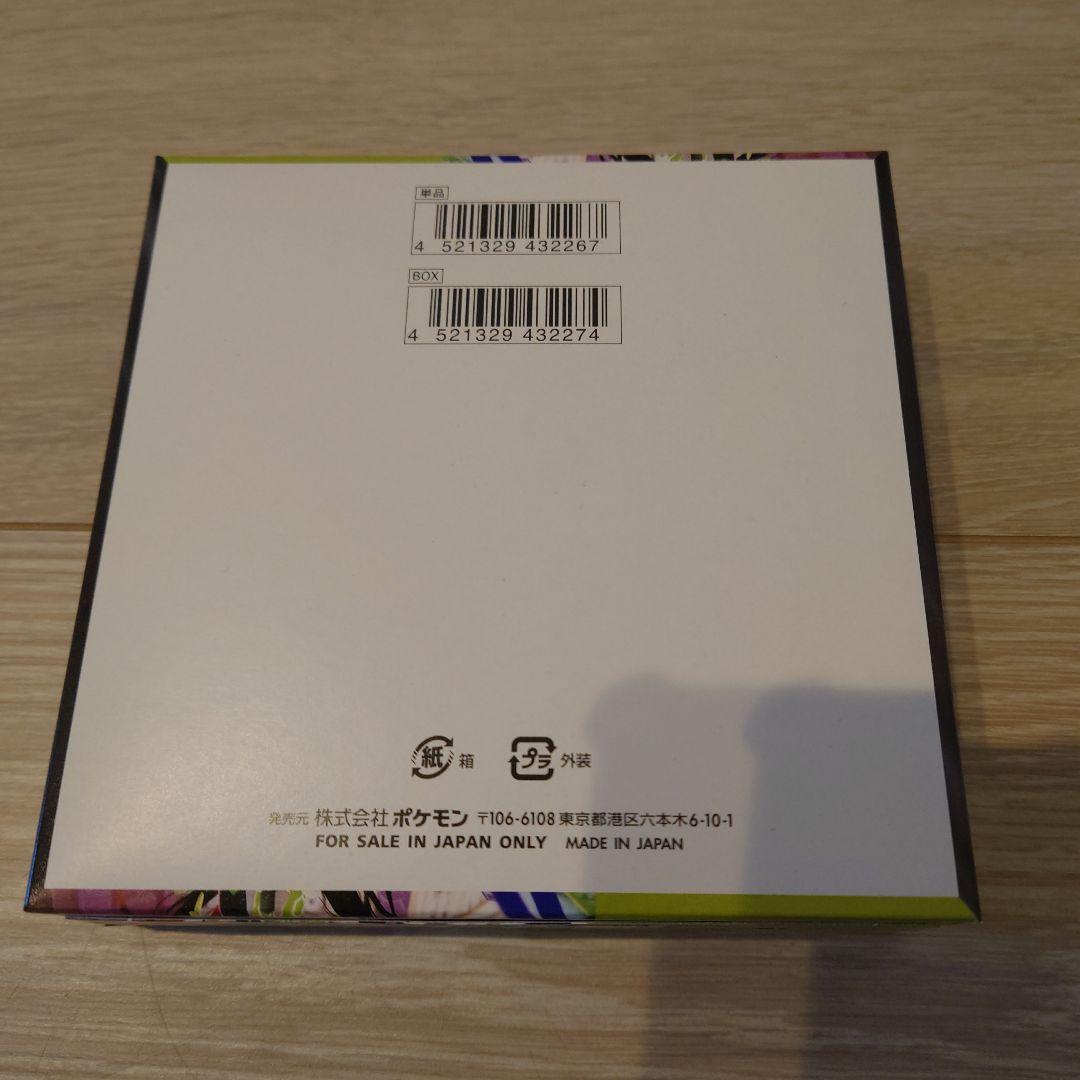 単品
4 521329 432267
BOX
4 521329 432274
紙 箱 プラ 外装
発売元 株式会社 ポケモン 〒106-6108 東京都港区六本木6-10-1
FOR SALE IN JAPAN ONLY MADE IN JAPAN